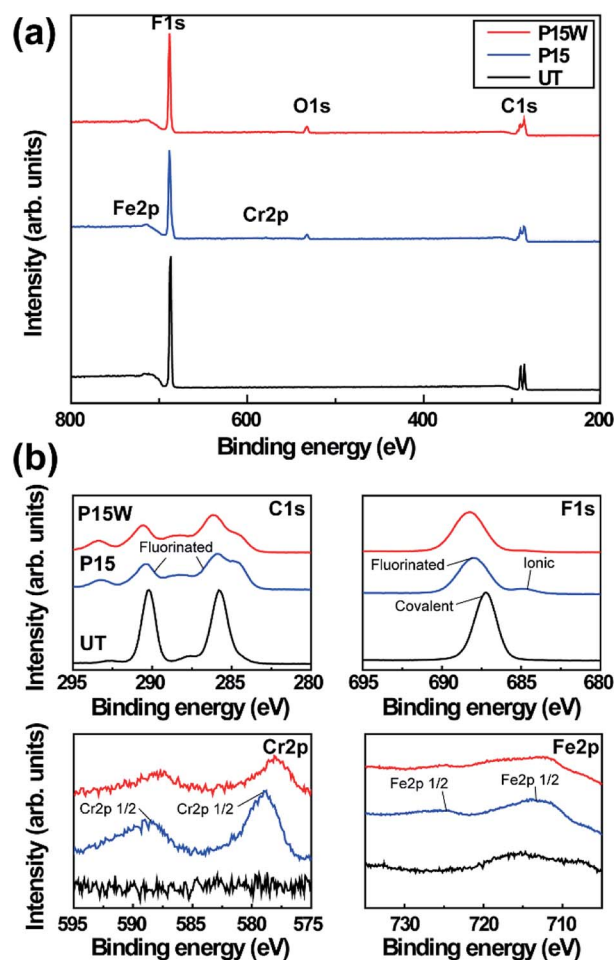 (a)
F1s
P15W
P15
UT
O1s
C1s
Fe2p
Cr2p
Intensity (arb. units)
800 600 400 200
Binding energy (eV)
(b)
P15W
C1s
Fluorinated
P15
UT
Intensity (arb. units)
295 290 285 280
Binding energy (eV)
F1s
Fluorinated
Ionic
Covalent
695 690 685 680
Binding energy (eV)
Cr2p
Cr2p 1/2
Cr2p 1/2
Intensity (arb. units)
595 590 585 580 575
Binding energy (eV)
Fe2p
Fe2p 1/2
Fe2p 1/2
730 720 710
Binding energy (eV)